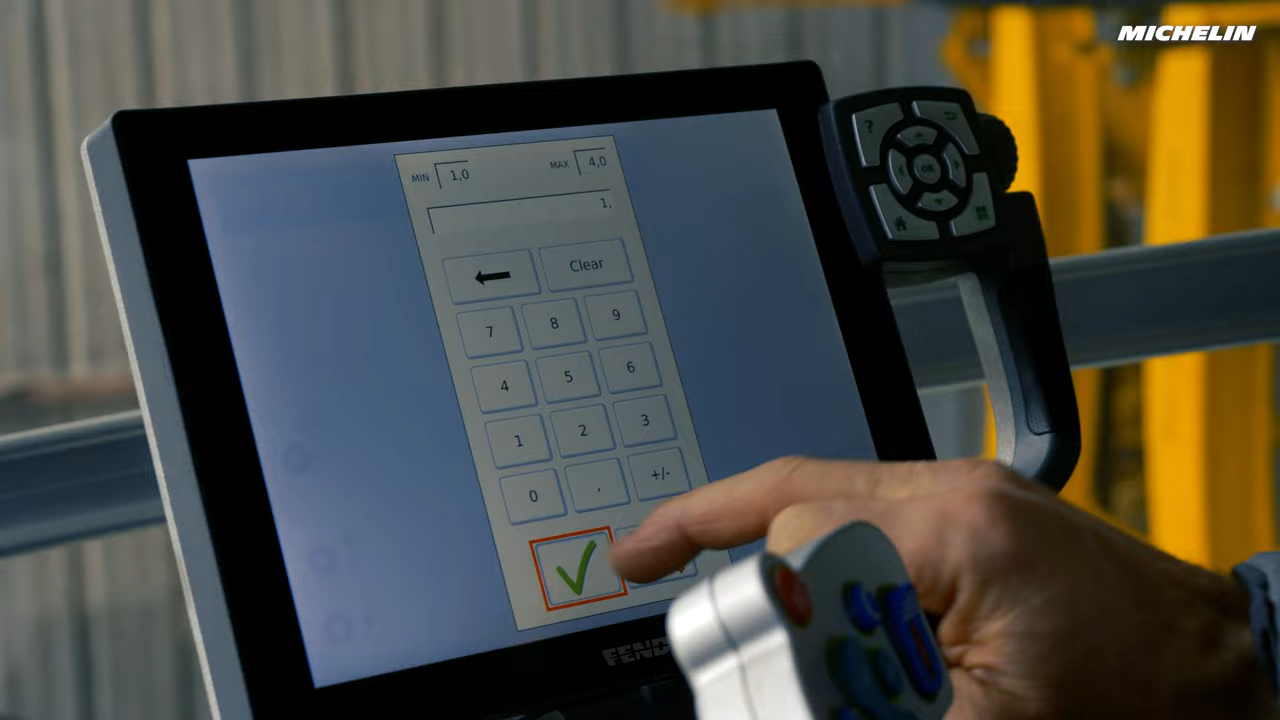 MICHELIN
MIN 1,0 MAX 4,0
1,
Clear
7 8 9
4 5 6
1 2 3
0 , +/-
?
OK